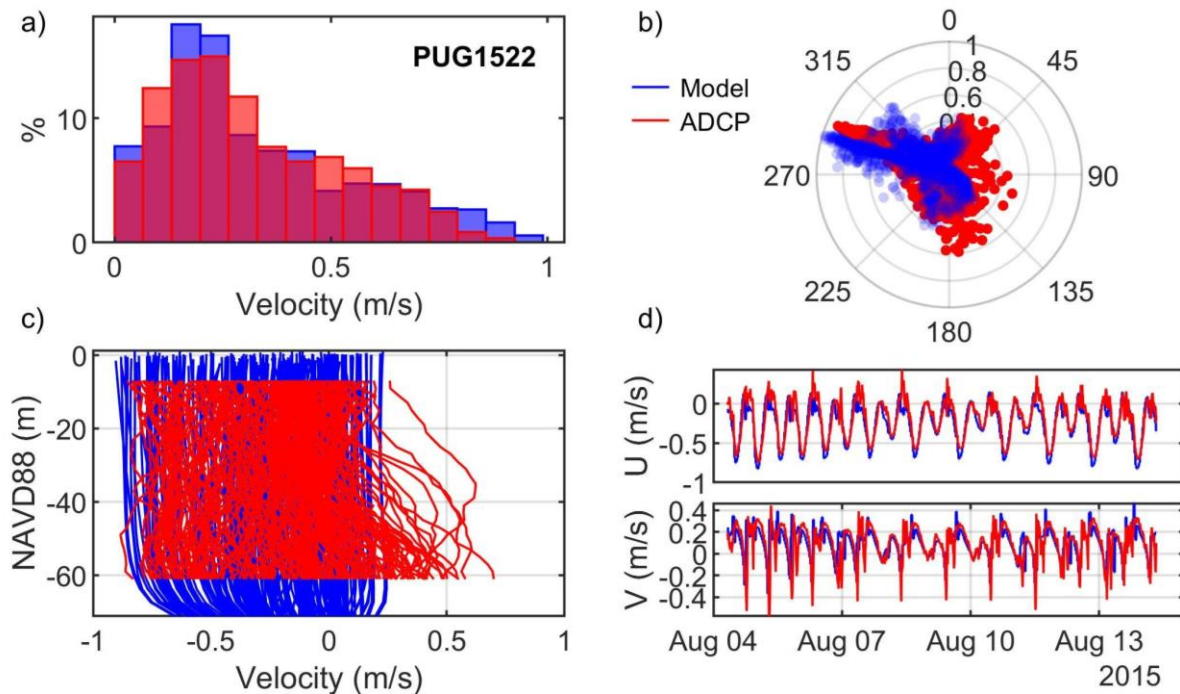 a)
PUG1522
%
10
0
0
0.5
1
Velocity (m/s)
b)
Model
ADCP
0
45
90
135
180
225
270
315
1
0.8
0.6
c)
NAVD88 (m)
0
-20
-40
-60
-1
-0.5
0
0.5
1
Velocity (m/s)
d)
U (m/s)
0
-0.5
-1
V (m/s)
0.4
0.2
0
-0.2
-0.4
Aug 04
Aug 07
Aug 10
Aug 13
2015